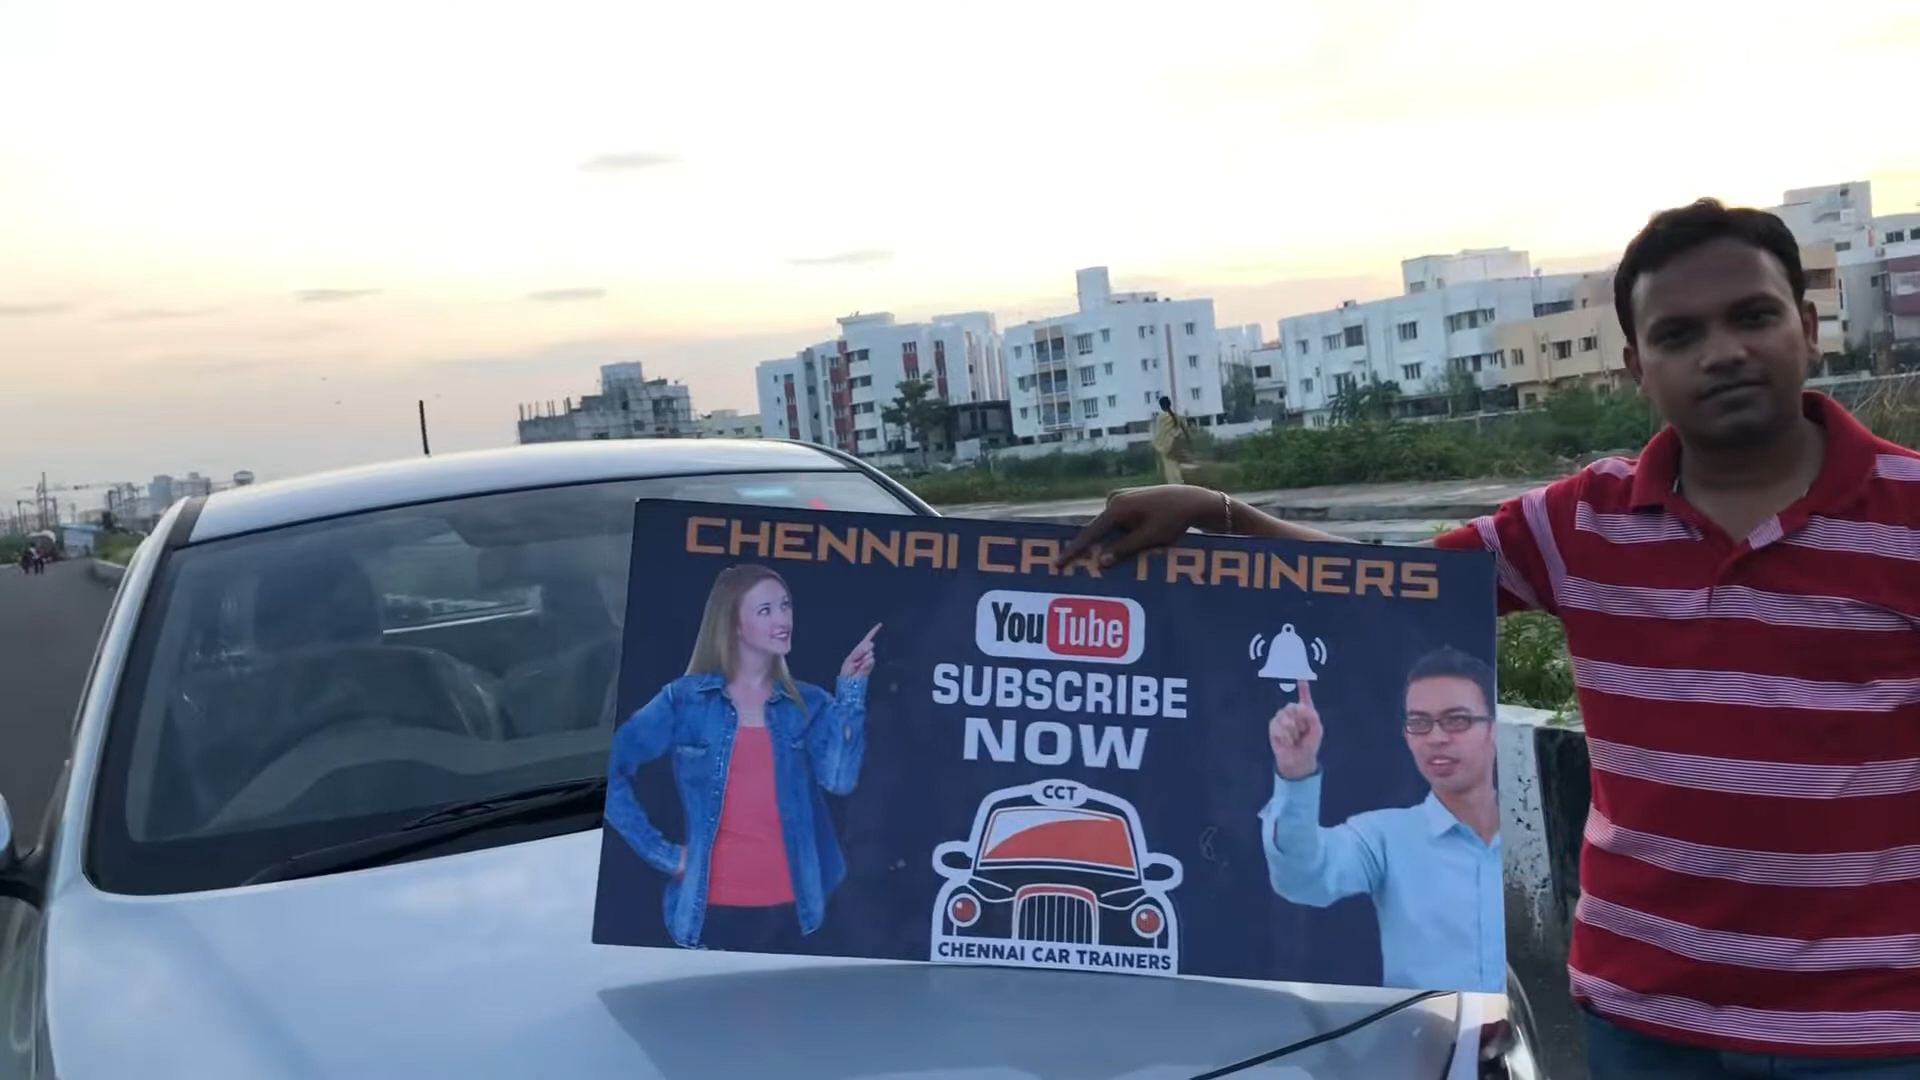 CHENNAI CAR TRAINERS
YouTube
SUBSCRIBE
NOW
CCT
CHENNAI CAR TRAINERS